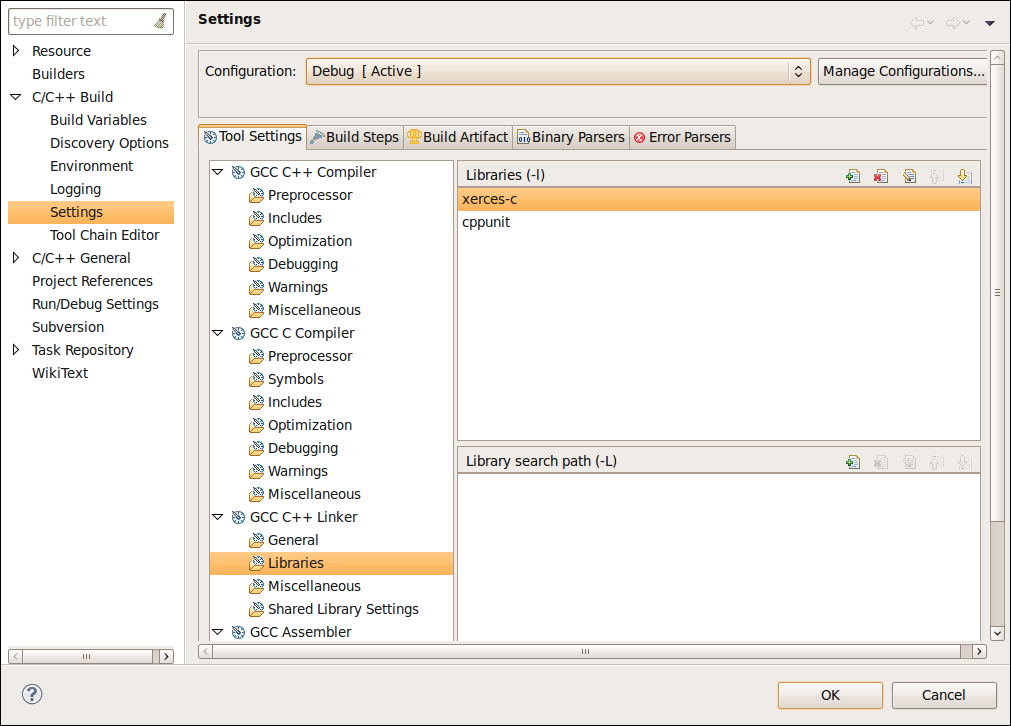 type filter text
Resource
Builders
C/C++ Build
Build Variables
Discovery Options
Environment
Logging
Settings
Tool Chain Editor
C/C++ General
Project References
Run/Debug Settings
Subversion
Task Repository
WikiText
Settings
Configuration: Debug [ Active ] Manage Configurations...
Tool Settings Build Steps Build Artifact Binary Parsers Error Parsers
GCC C++ Compiler
Preprocessor
Includes
Optimization
Debugging
Warnings
Miscellaneous
GCC C Compiler
Preprocessor
Symbols
Includes
Optimization
Debugging
Warnings
Miscellaneous
GCC C++ Linker
General
Libraries
Miscellaneous
Shared Library Settings
GCC Assembler
Libraries (-l)
xerces-c
cppunit
Library search path (-L)
OK Cancel